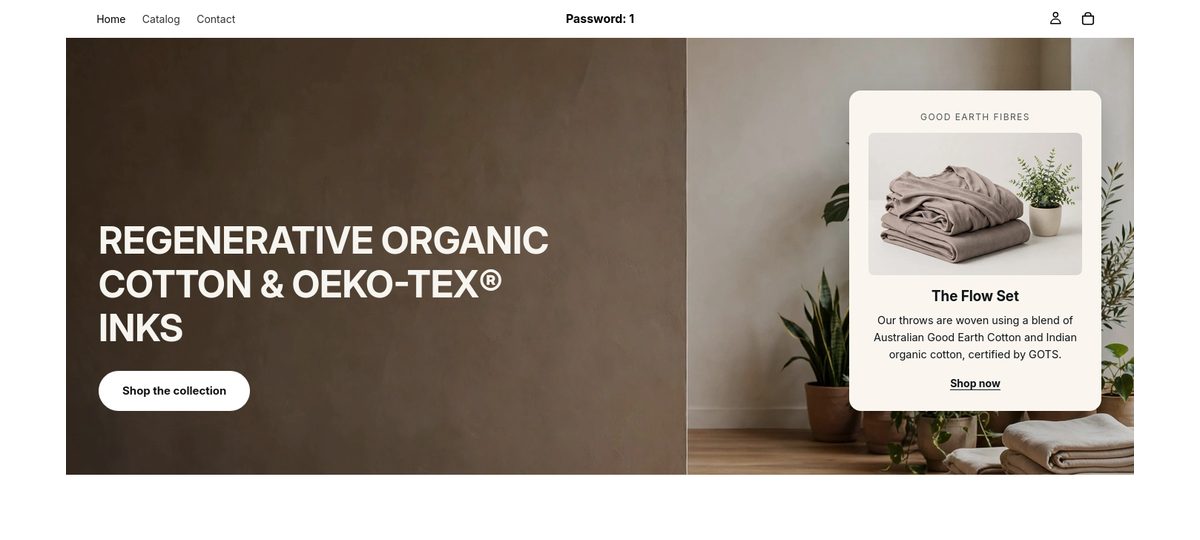 Home Catalog Contact Password: 1
REGENERATIVE ORGANIC
COTTON & OEKO-TEX®
INKS
Shop the collection
GOOD EARTH FIBRES
The Flow Set
Our throws are woven using a blend of
Australian Good Earth Cotton and Indian
organic cotton, certified by GOTS.
Shop now